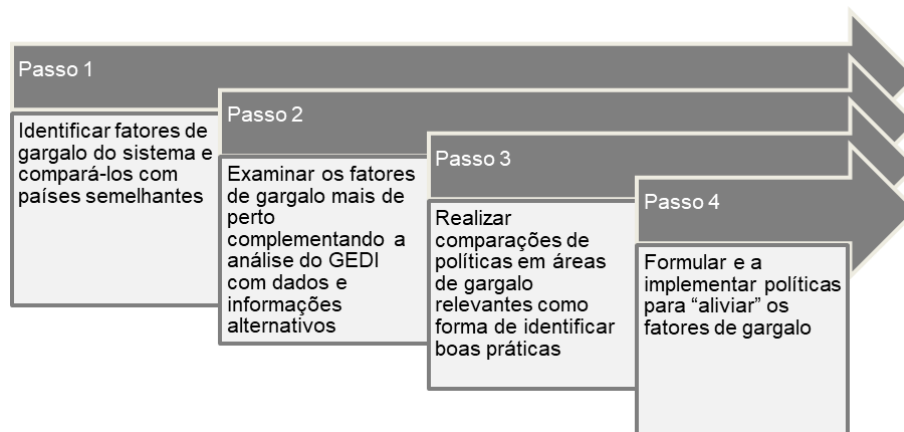 Passo 1
Identificar fatores de
gargalo do sistema e
compará-los com
países semelhantes
Passo 2
Examinar os fatores
de gargalo mais de
perto
complementando a
análise do GEDI
com dados e
informações
alternativos
Passo 3
Realizar
comparações de
políticas em áreas
de gargalo
relevantes como
forma de identificar
boas práticas
Passo 4
Formular e a
implementar políticas
para “aliviar” os
fatores de gargalo